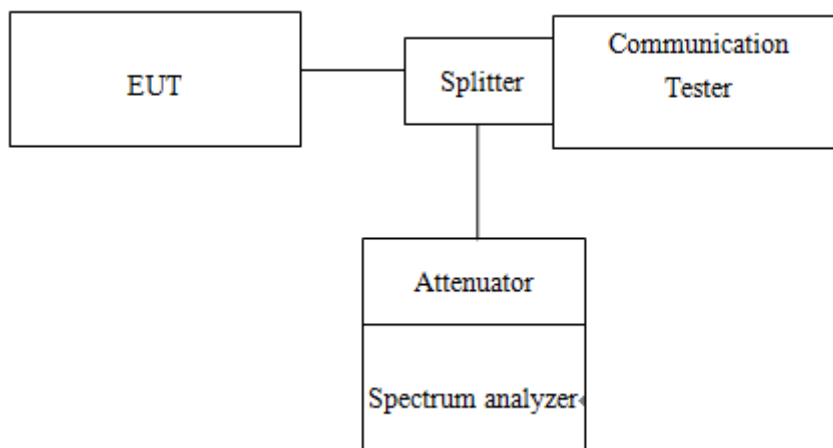 EUT
Splitter
Communication
Tester
Attenuator
Spectrum analyzer